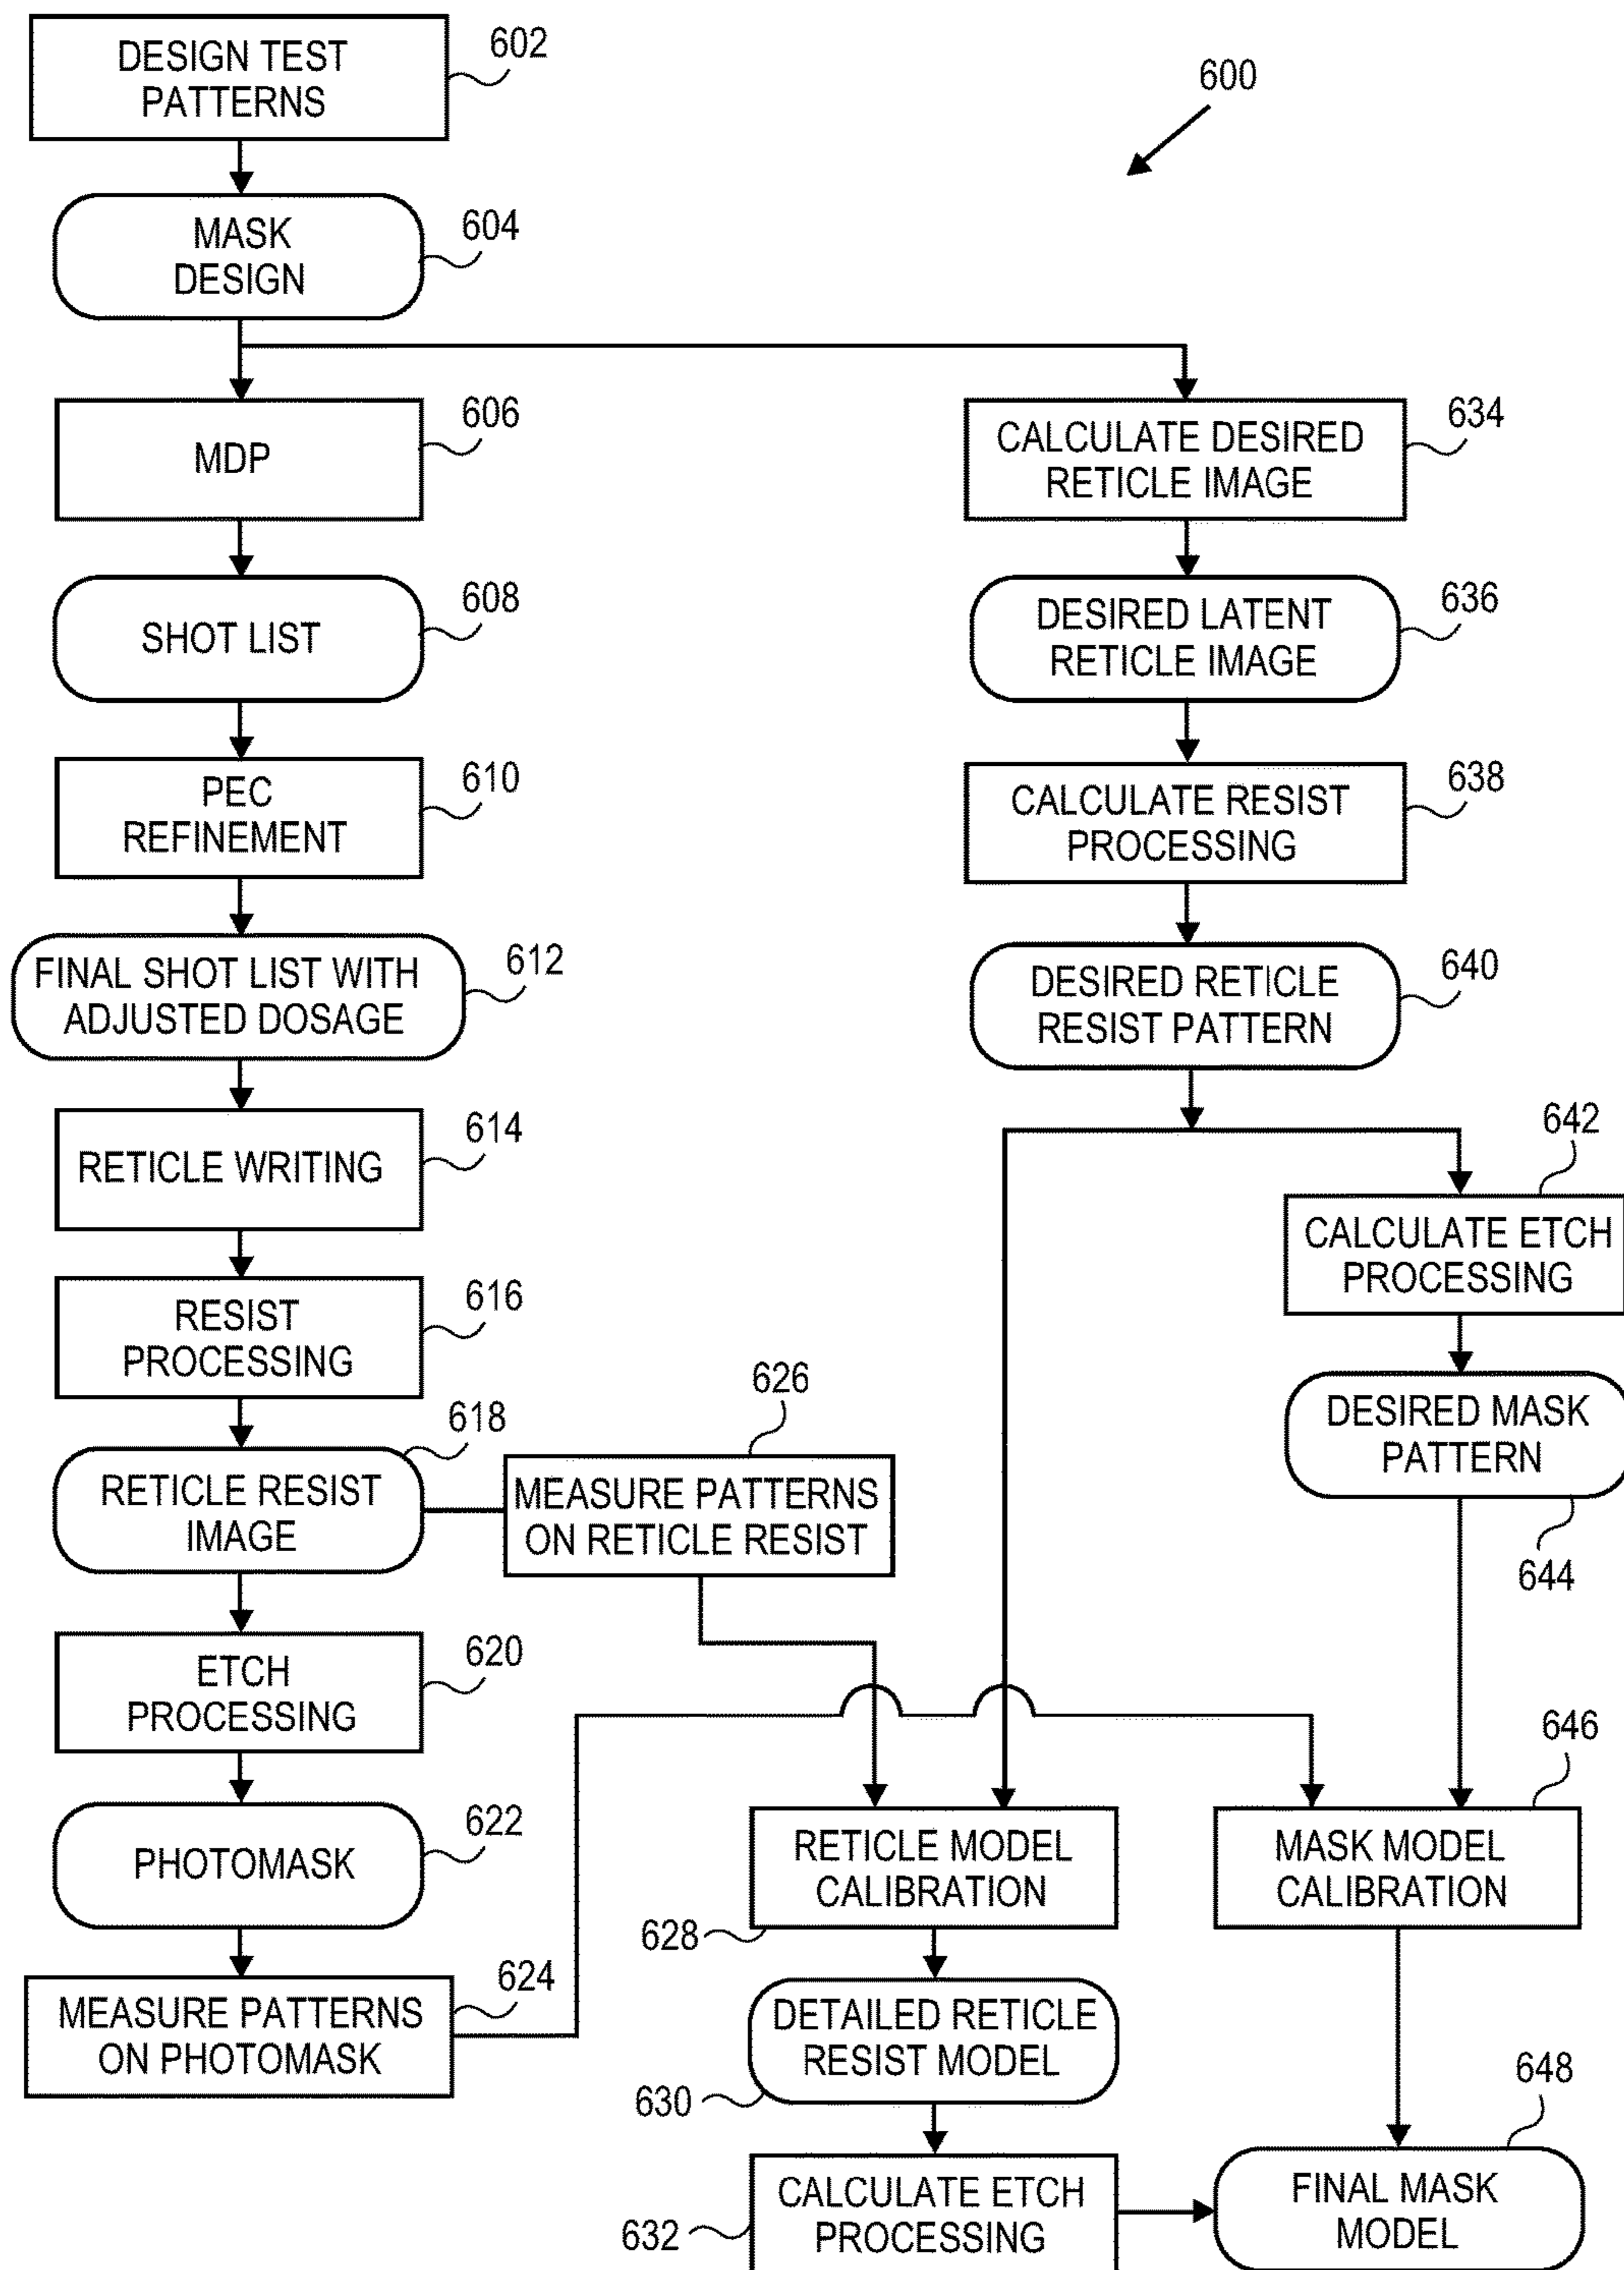 DESIGN TEST
PATTERNS
602
600
MASK
DESIGN
604
MDP
606
CALCULATE DESIRED
RETICLE IMAGE
634
SHOT LIST
608
DESIRED LATENT
RETICLE IMAGE
636
PEC
REFINEMENT
610
CALCULATE RESIST
PROCESSING
638
FINAL SHOT LIST WITH
ADJUSTED DOSAGE
612
DESIRED RETICLE
RESIST PATTERN
640
RETICLE WRITING
614
642
CALCULATE ETCH
PROCESSING
RESIST
PROCESSING
616
626
DESIRED MASK
PATTERN
644
618
RETICLE RESIST
IMAGE
MEASURE PATTERNS
ON RETICLE RESIST
ETCH
PROCESSING
620
646
PHOTOMASK
622
RETICLE MODEL
CALIBRATION
628
MASK MODEL
CALIBRATION
MEASURE PATTERNS
ON PHOTOMASK
624
DETAILED RETICLE
RESIST MODEL
630
648
CALCULATE ETCH
PROCESSING
632
FINAL MASK
MODEL